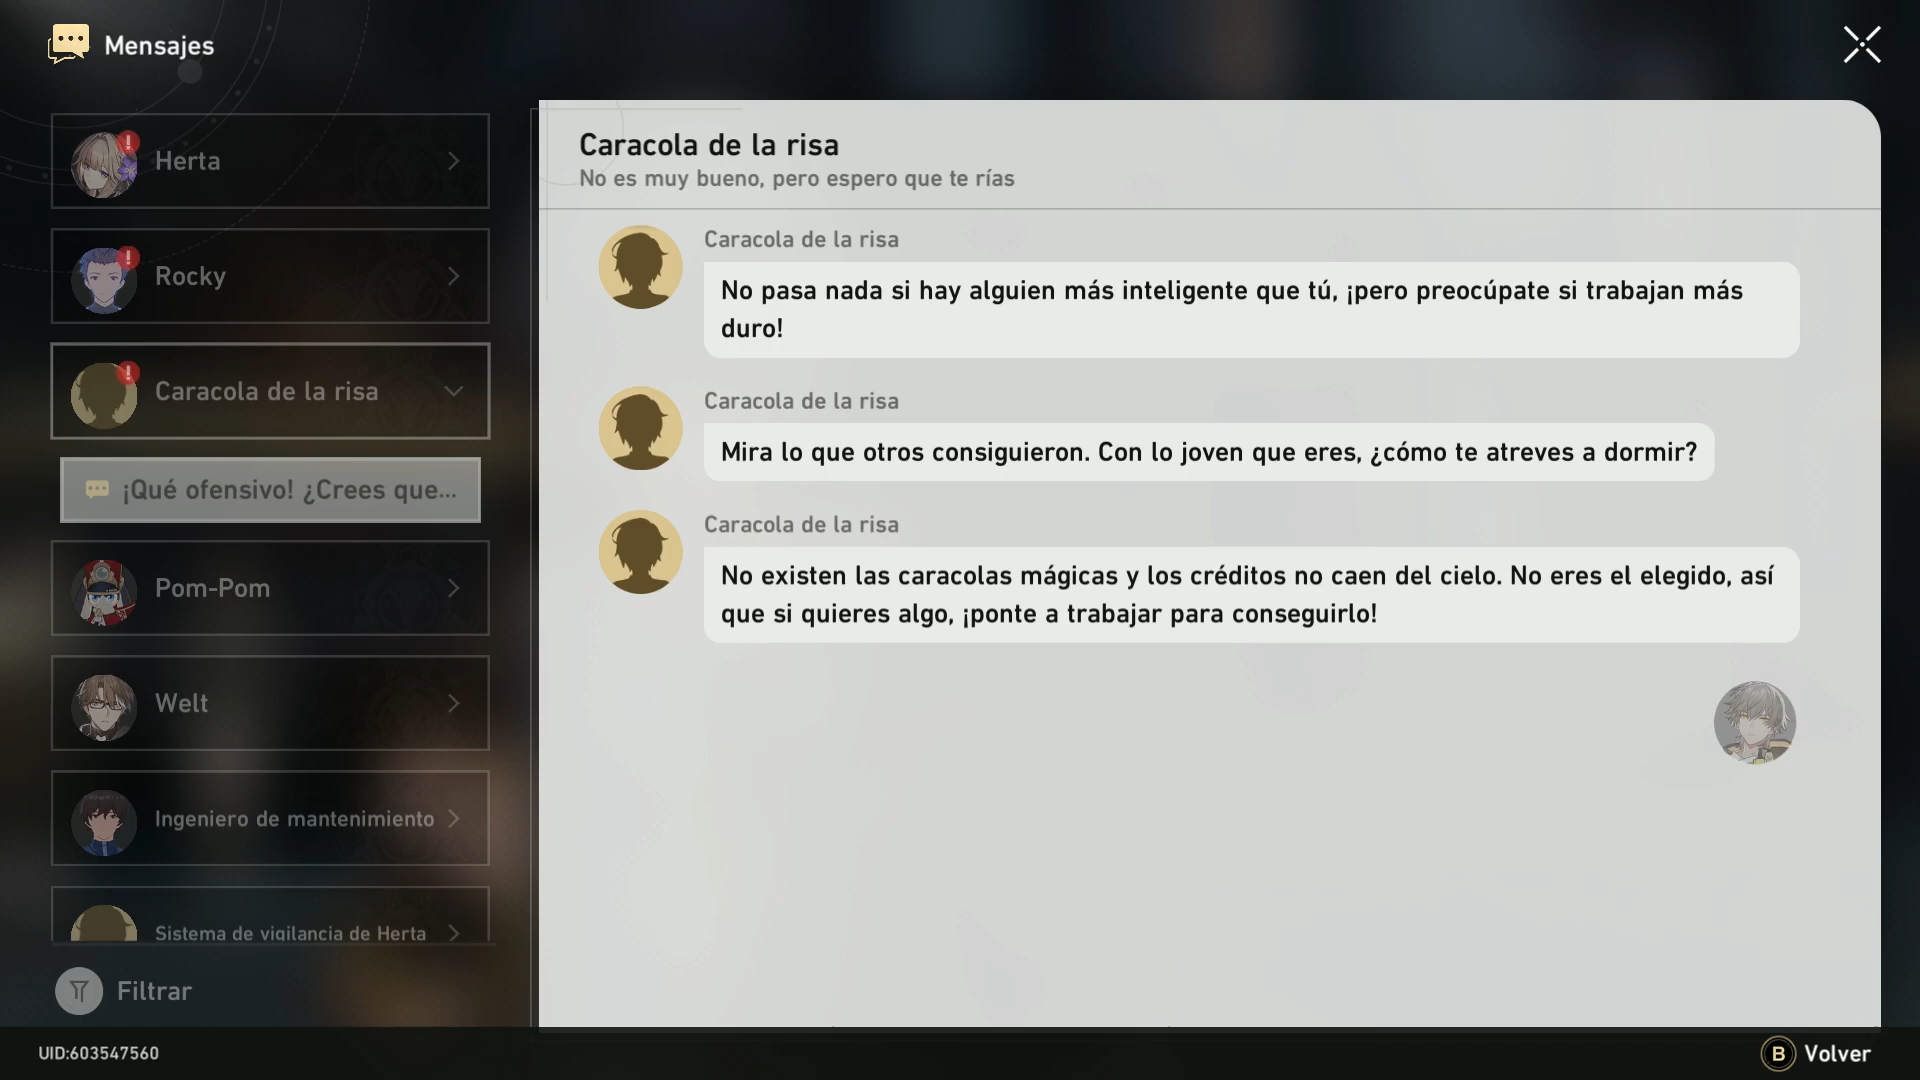 Mensajes
Herta
Rocky
Caracola de la risa
¡Qué ofensivo! ¿Crees que...
Pom-Pom
Welt
Ingeniero de mantenimiento
Sistema de vigilancia de Herta
Filtrar
Caracola de la risa
No es muy bueno, pero espero que te rías
Caracola de la risa
No pasa nada si hay alguien más inteligente que tú, ¡pero preocúpate si trabajan más
duro!
Caracola de la risa
Mira lo que otros consiguieron. Con lo joven que eres, ¿cómo te atreves a dormir?
Caracola de la risa
No existen las caracolas mágicas y los créditos no caen del cielo. No eres el elegido, así
que si quieres algo, ¡ponte a trabajar para conseguirlo!
UID:603547560
B Volver